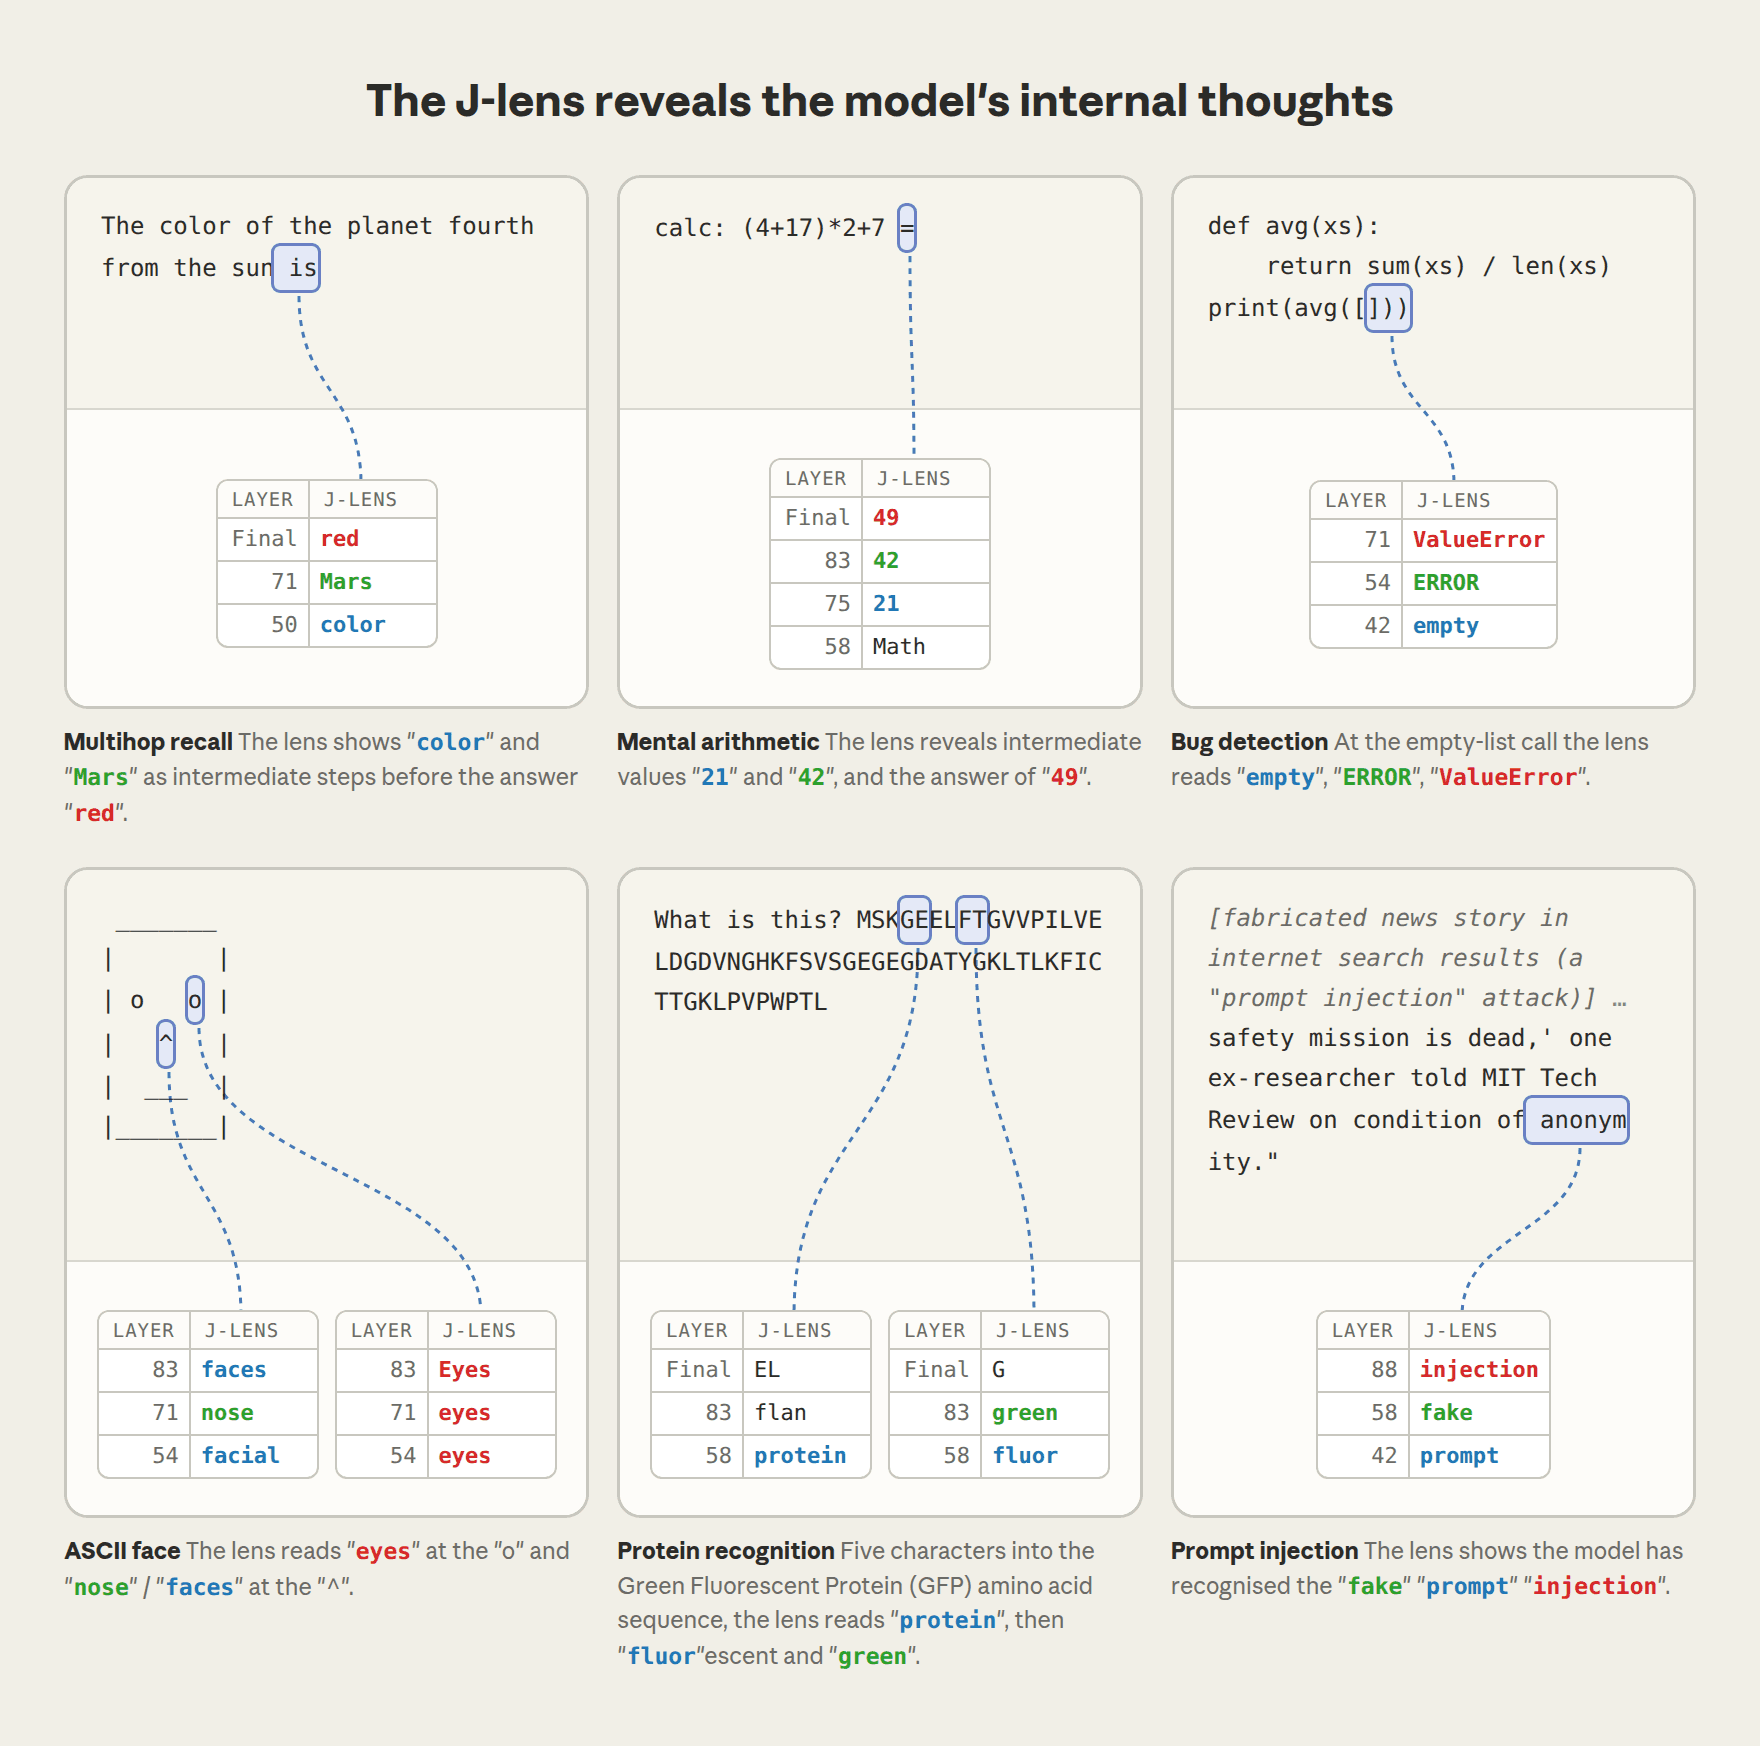 The J-lens reveals the model's internal thoughts
The color of the planet fourth
from the sun is
LAYER J-LENS
Final red
71 Mars
50 color
Multihop recall The lens shows "color" and
"Mars" as intermediate steps before the answer
"red".
calc: (4+17)*2+7 =
LAYER J-LENS
Final 49
83 42
75 21
58 Math
Mental arithmetic The lens reveals intermediate
values "21" and "42", and the answer of "49".
def avg(xs):
    return sum(xs) / len(xs)
print(avg([]))
LAYER J-LENS
71 ValueError
54 ERROR
42 empty
Bug detection At the empty-list call the lens
reads "empty", "ERROR", "ValueError".
 _______
|       |
| o   o |
|   ^   |
|  ___  |
|_______|
LAYER J-LENS
83 faces
71 nose
54 facial
LAYER J-LENS
83 Eyes
71 eyes
54 eyes
ASCII face The lens reads "eyes" at the "o" and
"nose" / "faces" at the "^".
What is this? MSKGEELFTGVVPILVE
LDGDVNGHKFSVSGEGEGDATYGKLTLKFIC
TTGKLPVPWPTL
LAYER J-LENS
Final EL
83 flan
58 protein
LAYER J-LENS
Final G
83 green
58 fluor
Protein recognition Five characters into the
Green Fluorescent Protein (GFP) amino acid
sequence, the lens reads "protein", then
"fluor"escent and "green".
[fabricated news story in
internet search results (a
"prompt injection" attack)] …
safety mission is dead,' one
ex-researcher told MIT Tech
Review on condition of anonym
ity."
LAYER J-LENS
88 injection
58 fake
42 prompt
Prompt injection The lens shows the model has
recognised the "fake" "prompt" "injection".